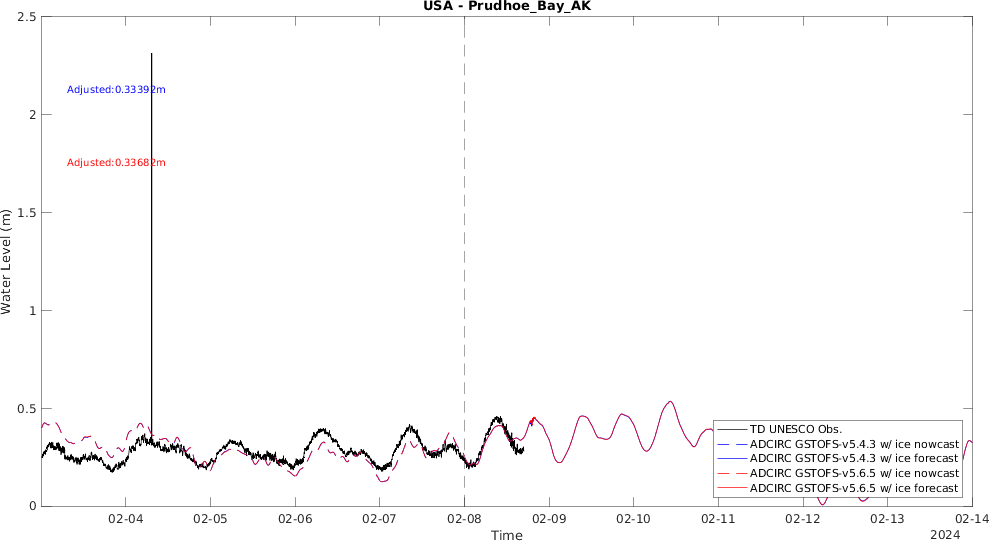 USA - Prudhoe_Bay_AK
2.5
2
1.5
1
0.5
0
Water Level (m)
Adjusted:0.33392m
Adjusted:0.33682m
TD UNESCO Obs.
ADCIRC GSTOFS-v5.4.3 w/ ice nowcast
ADCIRC GSTOFS-v5.4.3 w/ ice forecast
ADCIRC GSTOFS-v5.6.5 w/ ice nowcast
ADCIRC GSTOFS-v5.6.5 w/ ice forecast
02-04 02-05 02-06 02-07 02-08 02-09 02-10 02-11 02-12 02-13 02-14
Time
2024